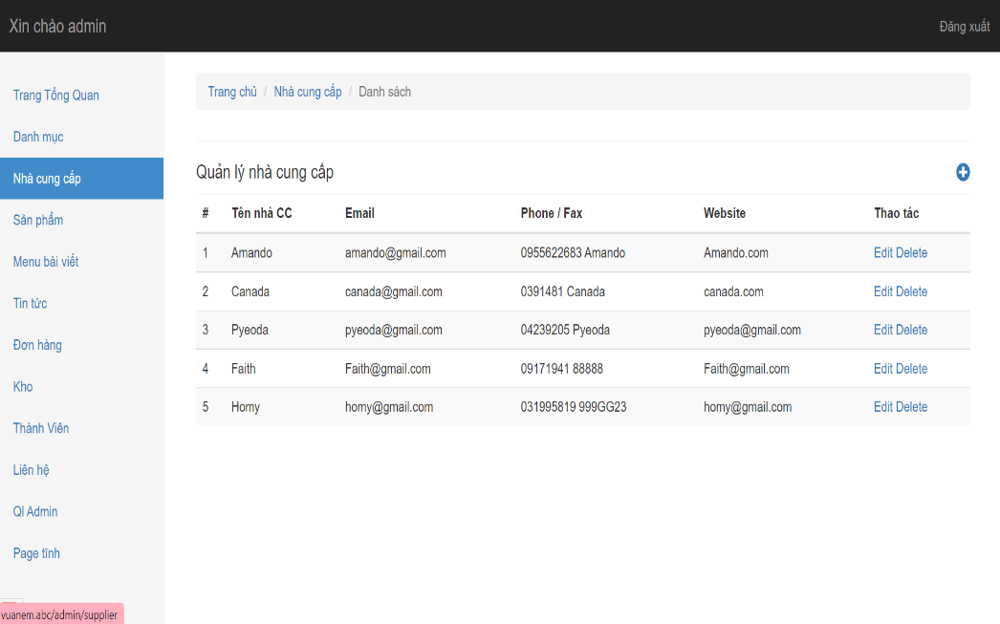 Xin chào admin
Đăng xuất
Trang Tổng Quan
Danh mục
Nhà cung cấp
Sản phẩm
Menu bài viết
Tin tức
Đơn hàng
Kho
Thành Viên
Liên hệ
Ql Admin
Page tĩnh
Trang chủ / Nhà cung cấp / Danh sách
Quản lý nhà cung cấp
# Tên nhà CC Email Phone / Fax Website Thao tác
1 Amando amando@gmail.com 0955622683 Amando Amando.com Edit Delete
2 Canada canada@gmail.com 0391481 Canada canada.com Edit Delete
3 Pyeoda pyeoda@gmail.com 04239205 Pyeoda pyeoda@gmail.com Edit Delete
4 Faith Faith@gmail.com 09171941 88888 Faith@gmail.com Edit Delete
5 Homy homy@gmail.com 031995819 999GG23 homy@gmail.com Edit Delete
vuanem.abc/admin/supplier